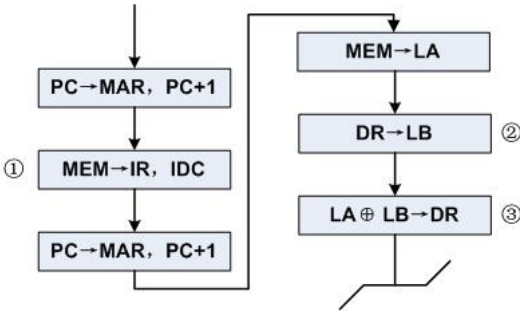 PC→MAR, PC+1
① MEM→IR, IDC
PC→MAR, PC+1
MEM→LA
DR→LB ②
LA⊕ LB→DR ③